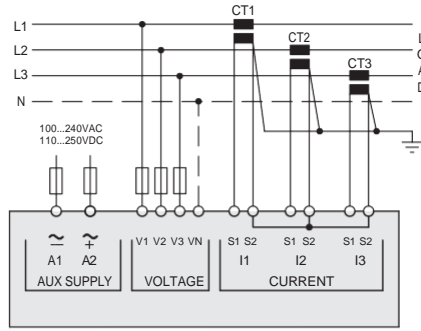 CT1
L1
L2
CT2
L
O
A
D
L3
CT3
N
100...240VAC
110...250VDC
V1 V2 V3 VN
S1 S2
S1 S2
S1 S2
A1 A2
I1 I2 I3
AUX SUPPLY
VOLTAGE
CURRENT